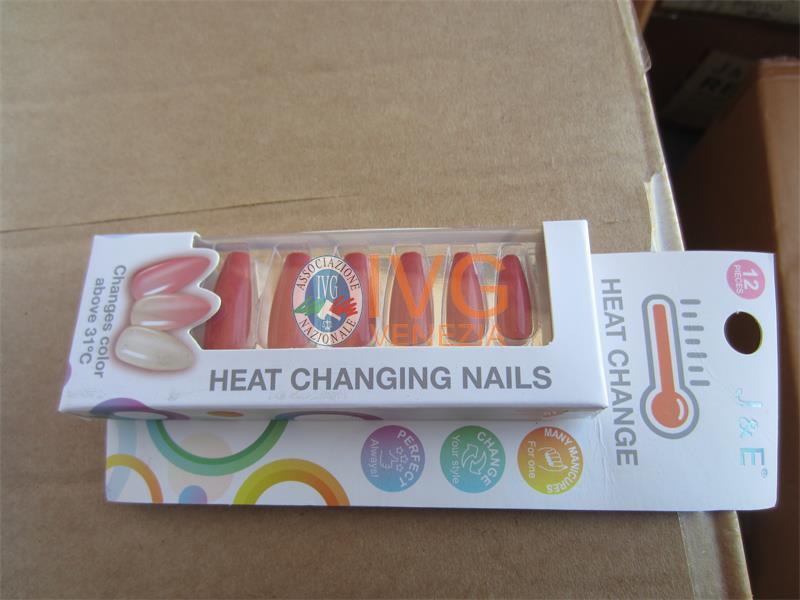 Changes color
above 31°C
HEAT CHANGING NAILS
ASSOCIAZIONE
IVG
NAZIONALE
IVG
VENEZIA
12
PIECES
HEAT CHANGE
J & E®
PERFECT
Always!
CHANGE
Your style
MANY MANICURES
For one